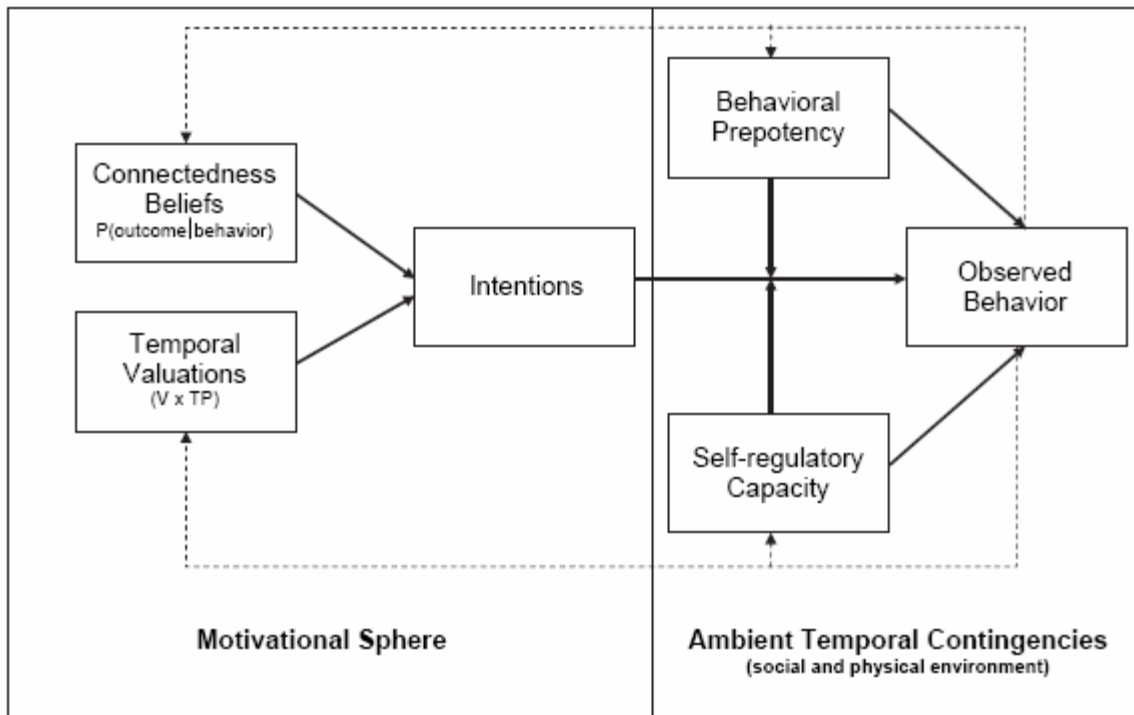 Behavioral
Prepotency
Connectedness
Beliefs
P(outcome|behavior)
Intentions
Observed
Behavior
Temporal
Valuations
(V x TP)
Self-regulatory
Capacity
Motivational Sphere
Ambient Temporal Contingencies
(social and physical environment)